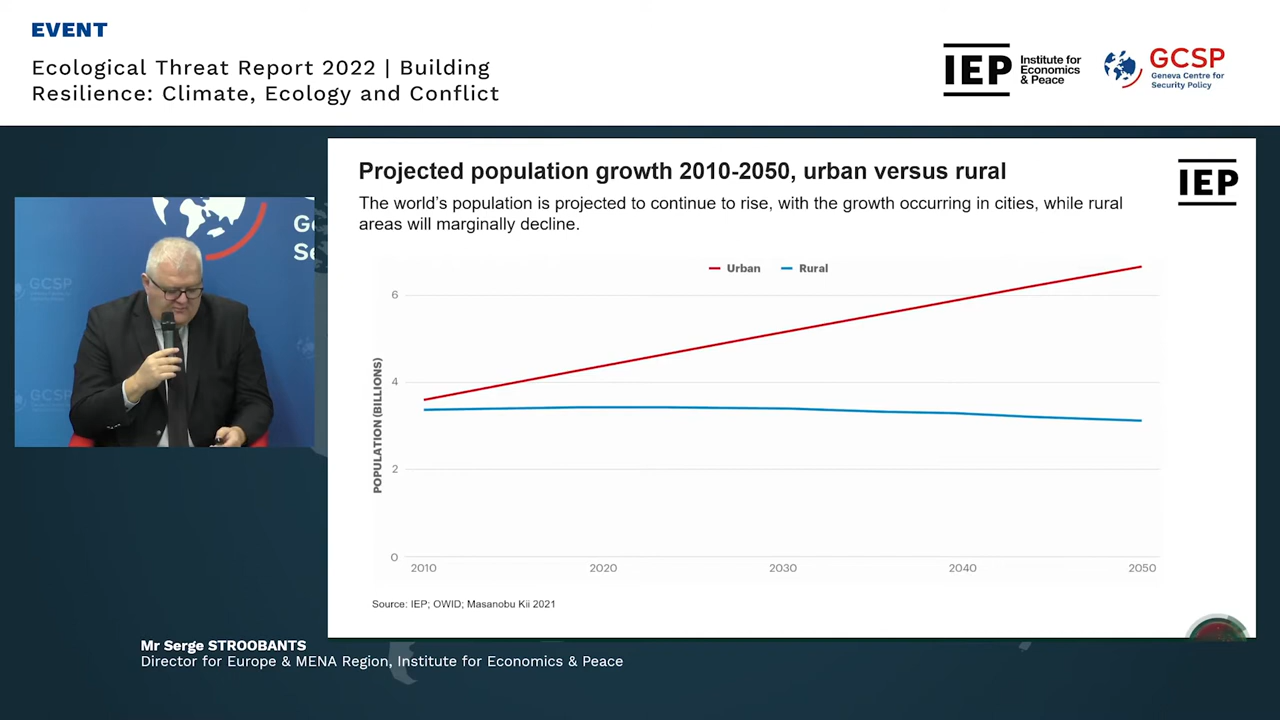 EVENT
Ecological Threat Report 2022 | Building
Resilience: Climate, Ecology and Conflict
IEP
Institute for
Economics
& Peace
GCSP
Geneva Centre for
Security Policy
Projected population growth 2010-2050, urban versus rural
IEP
The world's population is projected to continue to rise, with the growth occurring in cities, while rural
areas will marginally decline.
Urban
Rural
POPULATION (BILLIONS)
6
4
2
0
2010
2020
2030
2040
2050
Source: IEP; OWID; Masanobu Kii 2021
GCSP
GCSP
Mr Serge STROOBANTS
Director for Europe & MENA Region, Institute for Economics & Peace